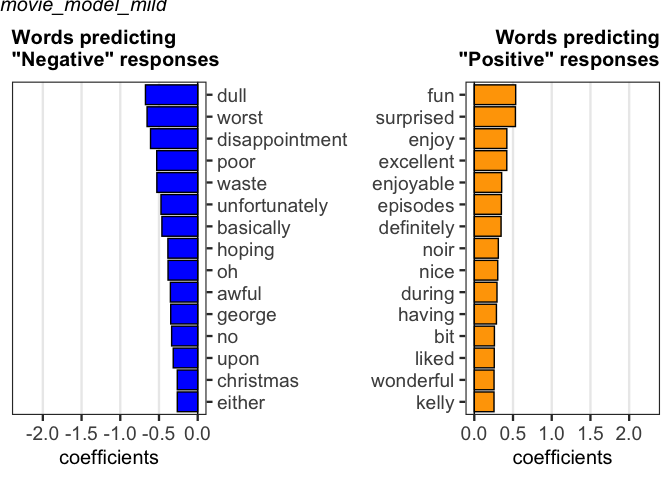 movie_model_mild
Words predicting
"Negative" responses
dull
worst
disappointment
poor
waste
unfortunately
basically
hoping
oh
awful
george
no
upon
christmas
either
-2.0 -1.5 -1.0 -0.5 0.0
coefficients
Words predicting
"Positive" responses
fun
surprised
enjoy
excellent
enjoyable
episodes
definitely
noir
nice
during
having
bit
liked
wonderful
kelly
0.0 0.5 1.0 1.5 2.0
coefficients